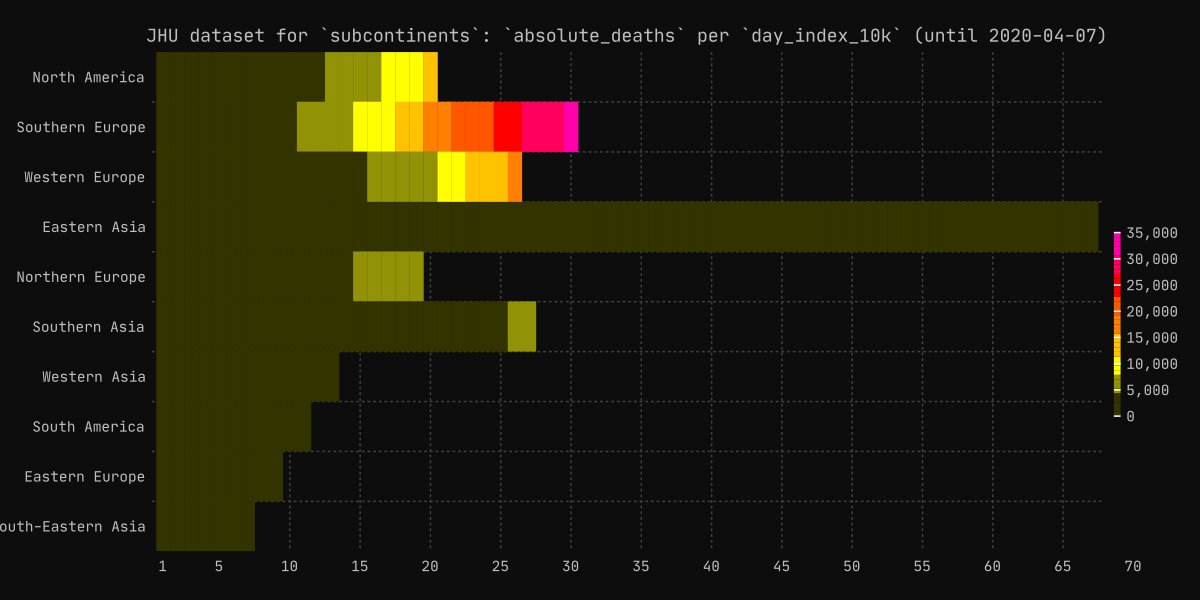 JHU dataset for `subcontinents`: `absolute_deaths` per `day_index_10k` (until 2020-04-07)
North America
Southern Europe
Western Europe
Eastern Asia
Northern Europe
Southern Asia
Western Asia
South America
Eastern Europe
outh-Eastern Asia
35,000
30,000
25,000
20,000
15,000
10,000
5,000
0
1 5 10 15 20 25 30 35 40 45 50 55 60 65 70